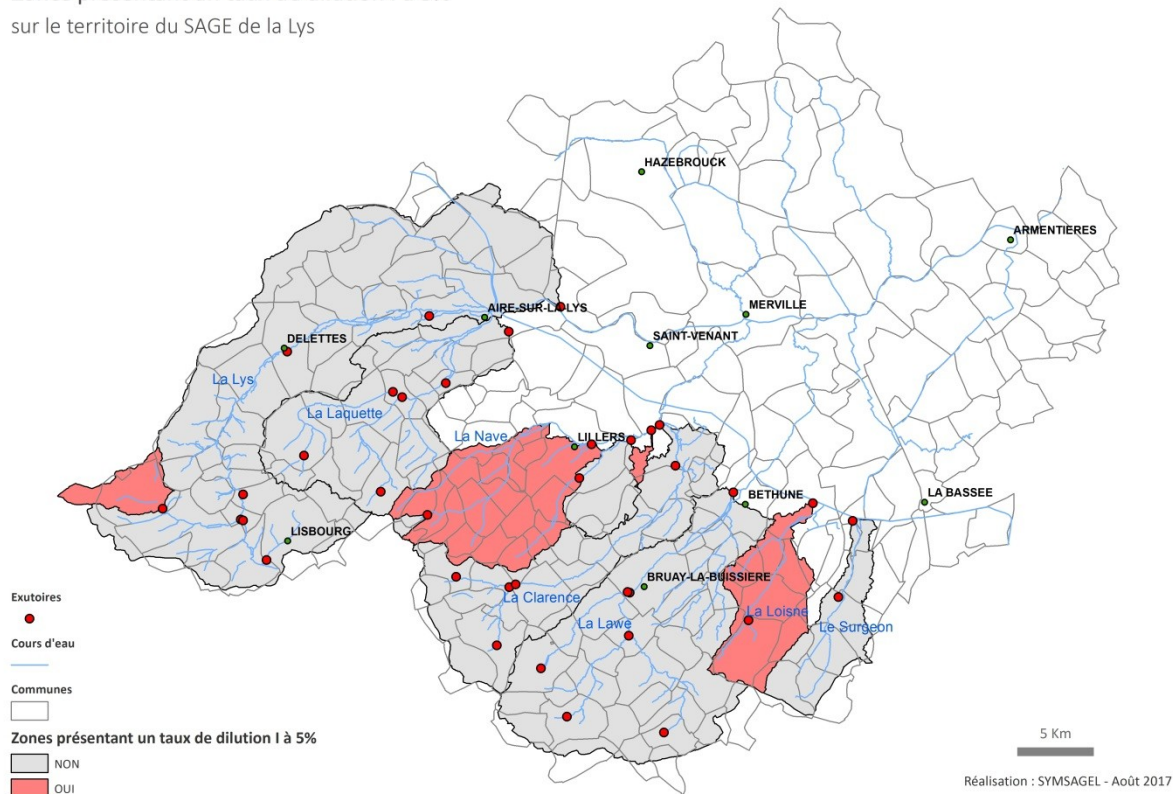 sur le territoire du SAGE de la Lys
HAZEBROUCK
ARMENTIERES
AIRE-SUR-LA-LYS
MERVILLE
DELETTES
SAINT-VENANT
La Lys
La Laquette
La Nave
LILLERS
BETHUNE
LA BASSEE
LISBOURG
BRUAY-LA-BUISSIERE
La Clarence
La Loisne
La Lawe
Le Surgeon
Exutoires
Cours d'eau
Communes
Zones présentant un taux de dilution I à 5%
NON
OUI
5 Km
Réalisation : SYMSAGEL - Août 2017